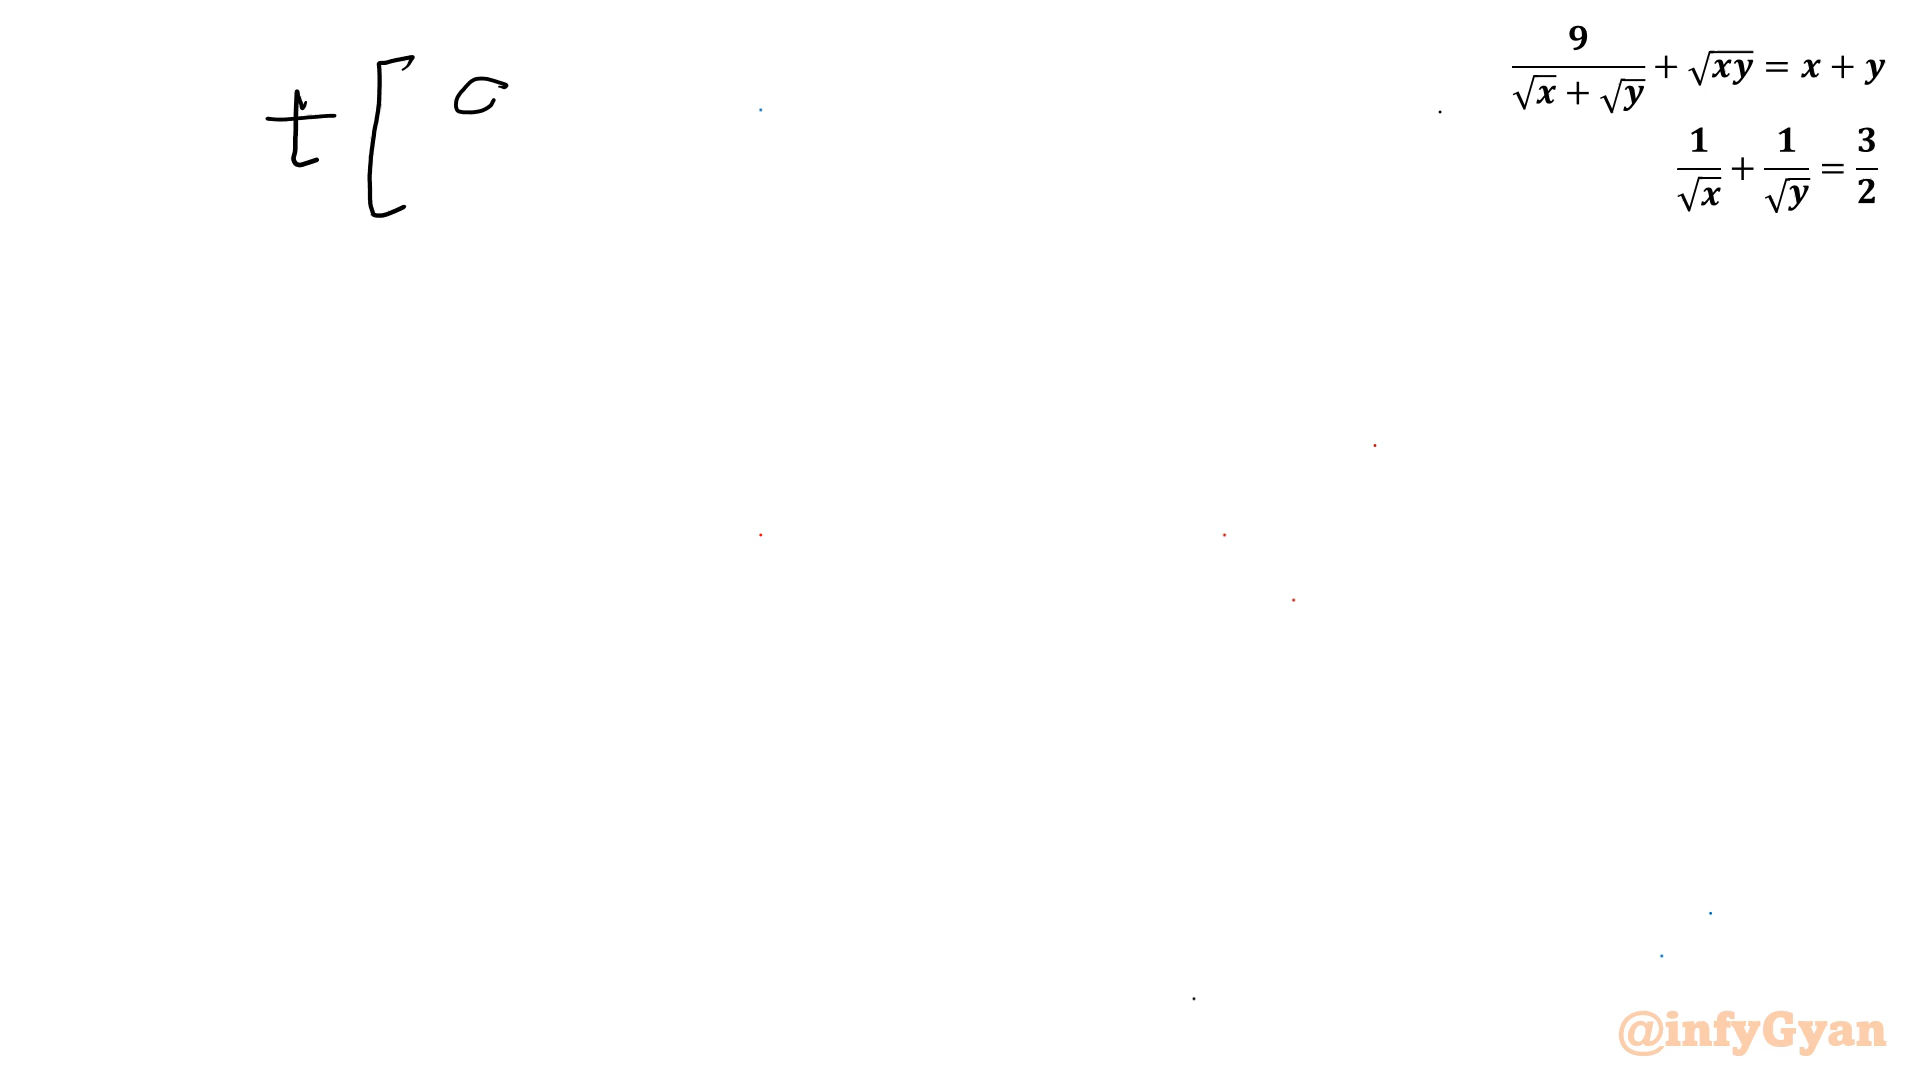 t[ a
9/(√x + √y) + √xy = x + y
1/√x + 1/√y = 3/2
@infyGyan